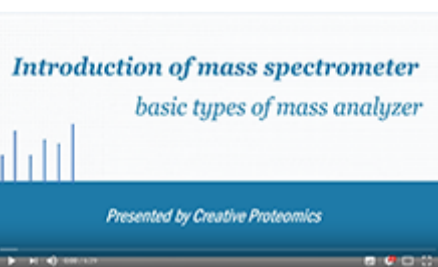 Introduction of mass spectrometer
basic types of mass analyzer
Presented by Creative Proteomics